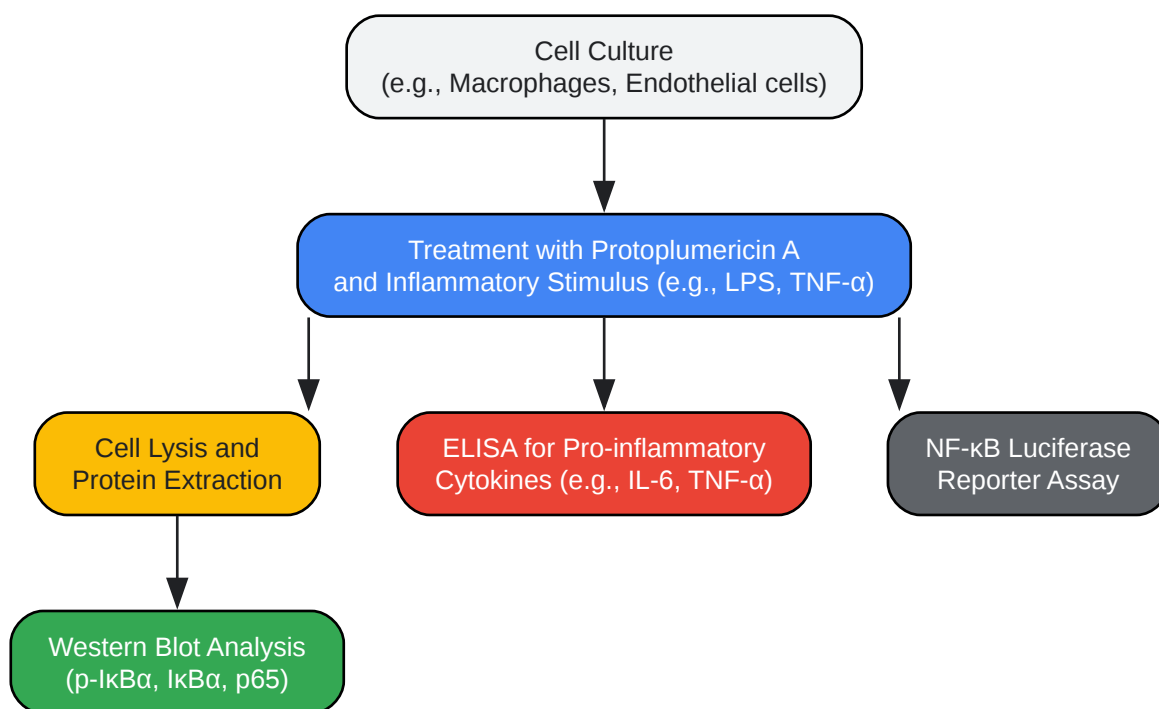 Cell Culture
(e.g., Macrophages, Endothelial cells)
Treatment with Protoplumericin A
and Inflammatory Stimulus (e.g., LPS, TNF-α)
Cell Lysis and
Protein Extraction
ELISA for Pro-inflammatory
Cytokines (e.g., IL-6, TNF-α)
NF-κB Luciferase
Reporter Assay
Western Blot Analysis
(p-IκBα, IκBα, p65)